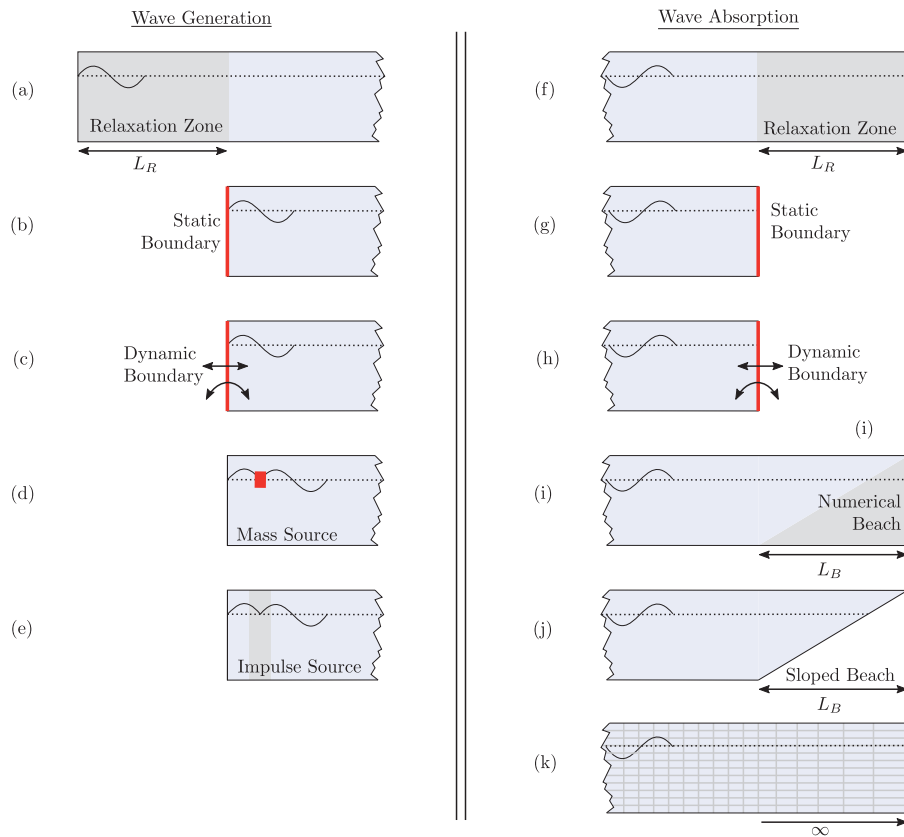 Wave Generation
(a)
Relaxation Zone
L_R
(b)
Static
Boundary
(c)
Dynamic
Boundary
(d)
Mass Source
(e)
Impulse Source
Wave Absorption
(f)
Relaxation Zone
L_R
(g)
Static
Boundary
(h)
Dynamic
Boundary
(i)
(i)
Numerical
Beach
L_B
(j)
Sloped Beach
L_B
(k)
∞